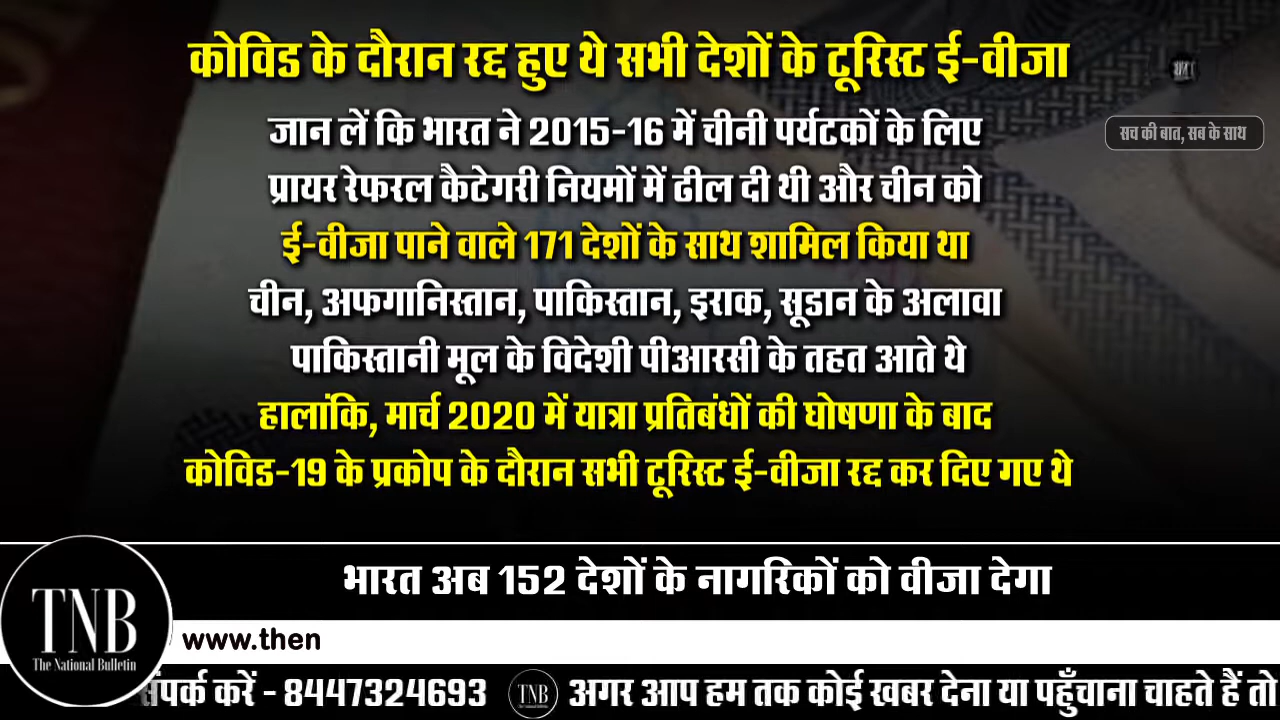 कोविड के दौरान रद्द हुए थे सभी देशों के टूरिस्ट ई-वीजा
सच की बात, सब के साथ
जान लें कि भारत ने 2015-16 में चीनी पर्यटकों के लिए
प्रायर रेफरल कैटेगरी नियमों में ढील दी थी और चीन को
ई-वीजा पाने वाले 171 देशों के साथ शामिल किया था
चीन, अफगानिस्तान, पाकिस्तान, इराक, सूडान के अलावा
पाकिस्तानी मूल के विदेशी पीआरसी के तहत आते थे
हालांकि, मार्च 2020 में यात्रा प्रतिबंधों की घोषणा के बाद
कोविड-19 के प्रकोप के दौरान सभी टूरिस्ट ई-वीजा रद्द कर दिए गए थे
भारत अब 152 देशों के नागरिकों को वीजा देगा
TNB
The National Bulletin
www.then
संपर्क करें - 8447324693 TNB अगर आप हम तक कोई खबर देना या पहुँचाना चाहते हैं तो